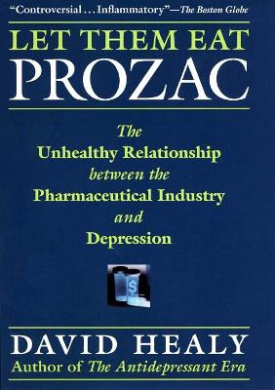 “Controversial . . . Inflammatory”—The Boston Globe
LET THEM EAT
PROZAC
The
Unhealthy Relationship
between the
Pharmaceutical Industry
and
Depression
$
DAVID HEALY
Author of The Antidepressant Era